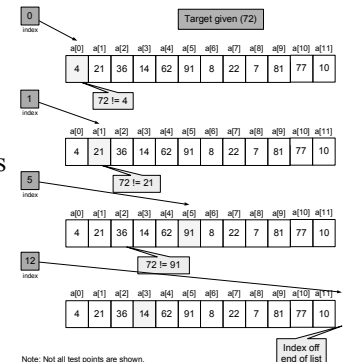 0
Target given (72)
index
a[0] a[1] a[2] a[3] a[4] a[5] a[6] a[7] a[8] a[9] a[10] a[11]
4 21 36 14 62 91 8 22 7 81 77 10
72 != 4
1
index
a[0] a[1] a[2] a[3] a[4] a[5] a[6] a[7] a[8] a[9] a[10] a[11]
4 21 36 14 62 91 8 22 7 81 77 10
s
72 != 21
5
index
a[0] a[1] a[2] a[3] a[4] a[5] a[6] a[7] a[8] a[9] a[10] a[11]
4 21 36 14 62 91 8 22 7 81 77 10
72 != 91
12
index
a[0] a[1] a[2] a[3] a[4] a[5] a[6] a[7] a[8] a[9] a[10] a[11]
4 21 36 14 62 91 8 22 7 81 77 10
Index off
end of list
Note: Not all test points are shown.